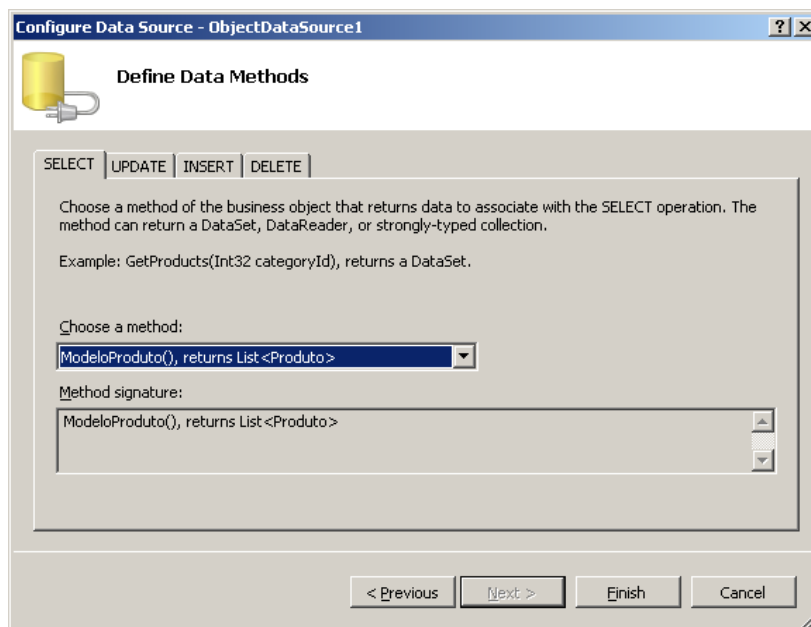 Configure Data Source - ObjectDataSource1
Define Data Methods
SELECT UPDATE INSERT DELETE
Choose a method of the business object that returns data to associate with the SELECT operation. The
method can return a DataSet, DataReader, or strongly-typed collection.
Example: GetProducts(Int32 categoryId), returns a DataSet.
Choose a method:
ModeloProduto(), returns List<Produto>
Method signature:
ModeloProduto(), returns List<Produto>
< Previous Next > Finish Cancel